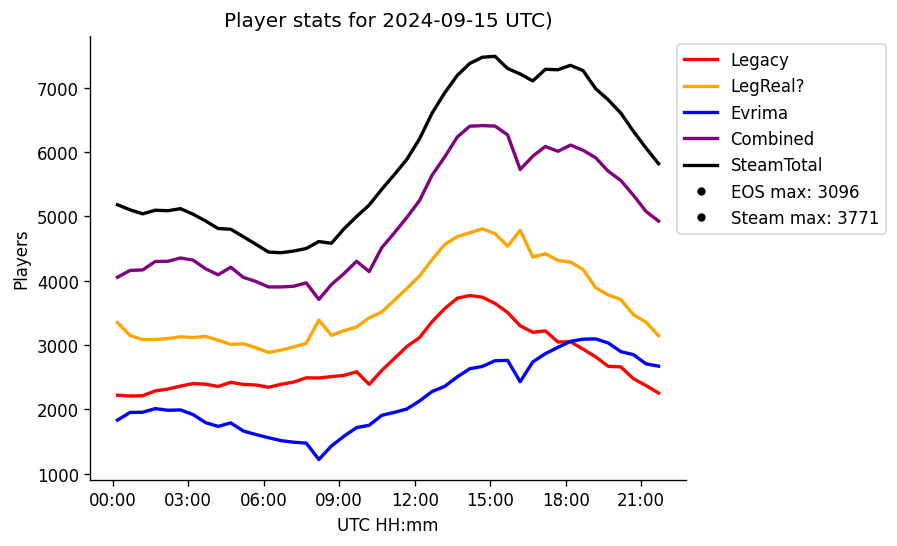 Player stats for 2024-09-15 UTC)
Legacy
LegReal?
Evrima
Combined
SteamTotal
EOS max: 3096
Steam max: 3771
Players
7000
6000
5000
4000
3000
2000
1000
00:00 03:00 06:00 09:00 12:00 15:00 18:00 21:00
UTC HH:mm